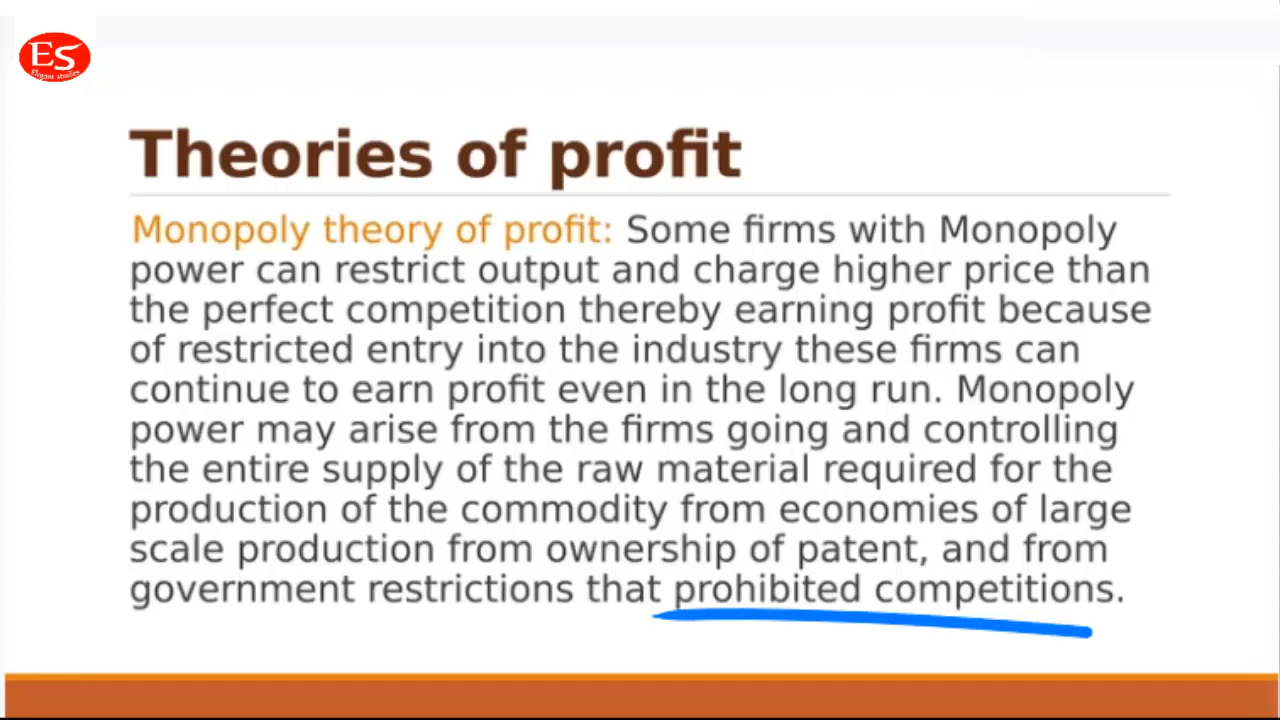 ES
Elegant studies
Theories of profit
Monopoly theory of profit: Some firms with Monopoly
power can restrict output and charge higher price than
the perfect competition thereby earning profit because
of restricted entry into the industry these firms can
continue to earn profit even in the long run. Monopoly
power may arise from the firms going and controlling
the entire supply of the raw material required for the
production of the commodity from economies of large
scale production from ownership of patent, and from
government restrictions that prohibited competitions.